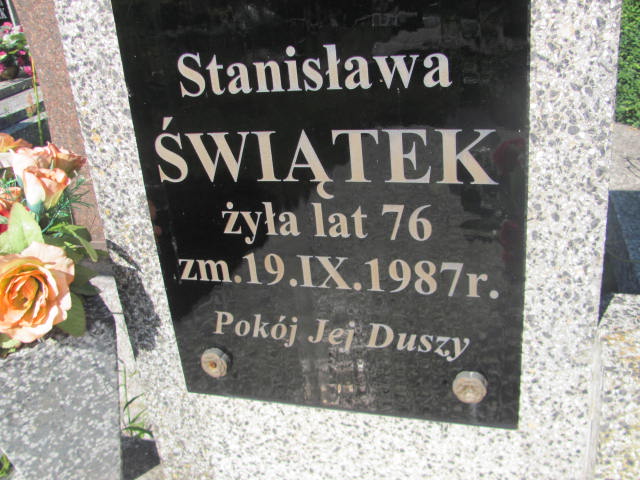 Stanisława
ŚWIĄTEK
żyła lat 76
zm.19.IX.1987r.
Pokój Jej Duszy